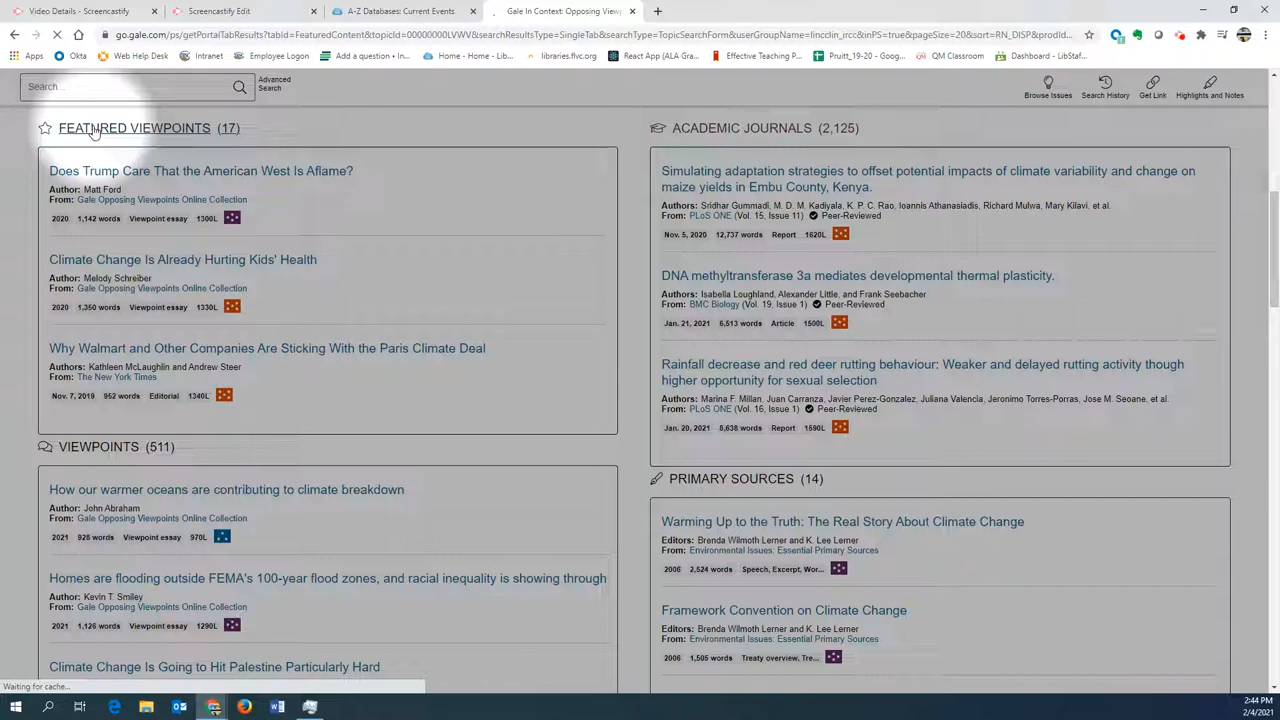 Video Details - Screencastify
Screencastify Edit
A-Z Databases: Current Events
Gale In Context: Opposing View
go.gale.com/ps/getPortalTabResults?tabId=FeaturedContent&topicId=00000000LVWV&searchResultsType=SingleTab&searchType=TopicSearchForm&userGroupName=lincclin_ircc&inPS=true&pageSize=20&sort=RN_DISP&prodId...
Apps
Okta
Web Help Desk
Intranet
TimeClock
LibGuides Logon
Add a question • In...
Home - Home - Lib...
libraries.flvc.org
React App (ALA Gra...
Effective Teaching P...
Pruitt_19-20 - Goog...
QM Classroom
Dashboard - LibStaf...
Search...
Advanced
Search
Browse Issues
Search History
Get Link
Highlights and Notes
FEATURED VIEWPOINTS (17)
Does Trump Care That the American West Is Aflame?
Author: Matt Ford
From: Gale Opposing Viewpoints Online Collection
2020 1,142 words Viewpoint essay 1300L
Climate Change Is Already Hurting Kids' Health
Author: Melody Schreiber
From: Gale Opposing Viewpoints Online Collection
2020 1,350 words Viewpoint essay 1330L
Why Walmart and Other Companies Are Sticking With the Paris Climate Deal
Authors: Kathleen McLaughlin and Andrew Steer
From: The New York Times.
Nov. 7, 2019 952 words Editorial 1340L
VIEWPOINTS (511)
How our warmer oceans are contributing to climate breakdown
Author: John Abraham
From: Gale Opposing Viewpoints Online Collection
2021 928 words Viewpoint essay 970L
Homes are flooding outside FEMA's 100-year flood zones, and racial inequality is showing through
Author: Kevin T. Smiley
From: Gale Opposing Viewpoints Online Collection
2021 1,126 words Viewpoint essay 1290L
Climate Change Is Going to Hit Palestine Particularly Hard
ACADEMIC JOURNALS (2,125)
Simulating adaptation strategies to offset potential impacts of climate variability and change on
maize yields in Embu County, Kenya.
Authors: Sridhar Gummadi, M. D. M. Kadiyala, K. P. C. Rao, Ioannis Athanasiadis, Richard Mulwa, Mary Kilavi, et al.
From: PLoS ONE (Vol. 15, Issue 11) Peer-Reviewed
Nov. 5, 2020 12,737 words Report 1620L
DNA methyltransferase 3a mediates developmental thermal plasticity.
Authors: Isabella Loughland, Alexander Little, and Frank Seebacher
From: BMC Biology (Vol. 19, Issue 1) Peer-Reviewed
Jan. 21, 2021 6,513 words Article 1500L
Rainfall decrease and red deer rutting behaviour: Weaker and delayed rutting activity though
higher opportunity for sexual selection
Authors: Marina F. Millan, Juan Carranza, Javier Perez-Gonzalez, Juliana Valencia, Jeronimo Torres-Porras, Jose M. Seoane, et al.
From: PLoS ONE (Vol. 16, Issue 1) Peer-Reviewed
Jan. 20, 2021 8,638 words Report 1590L
PRIMARY SOURCES (14)
Warming Up to the Truth: The Real Story About Climate Change
Editors: Brenda Wilmoth Lerner and K. Lee Lerner
From: Environmental Issues: Essential Primary Sources
2006 2,524 words Speech, Excerpt, Wor...
Framework Convention on Climate Change
Editors: Brenda Wilmoth Lerner and K. Lee Lerner
From: Environmental Issues: Essential Primary Sources
2006 1,505 words Treaty overview, Tre...
Waiting for cache...
2:44 PM
2/4/2021